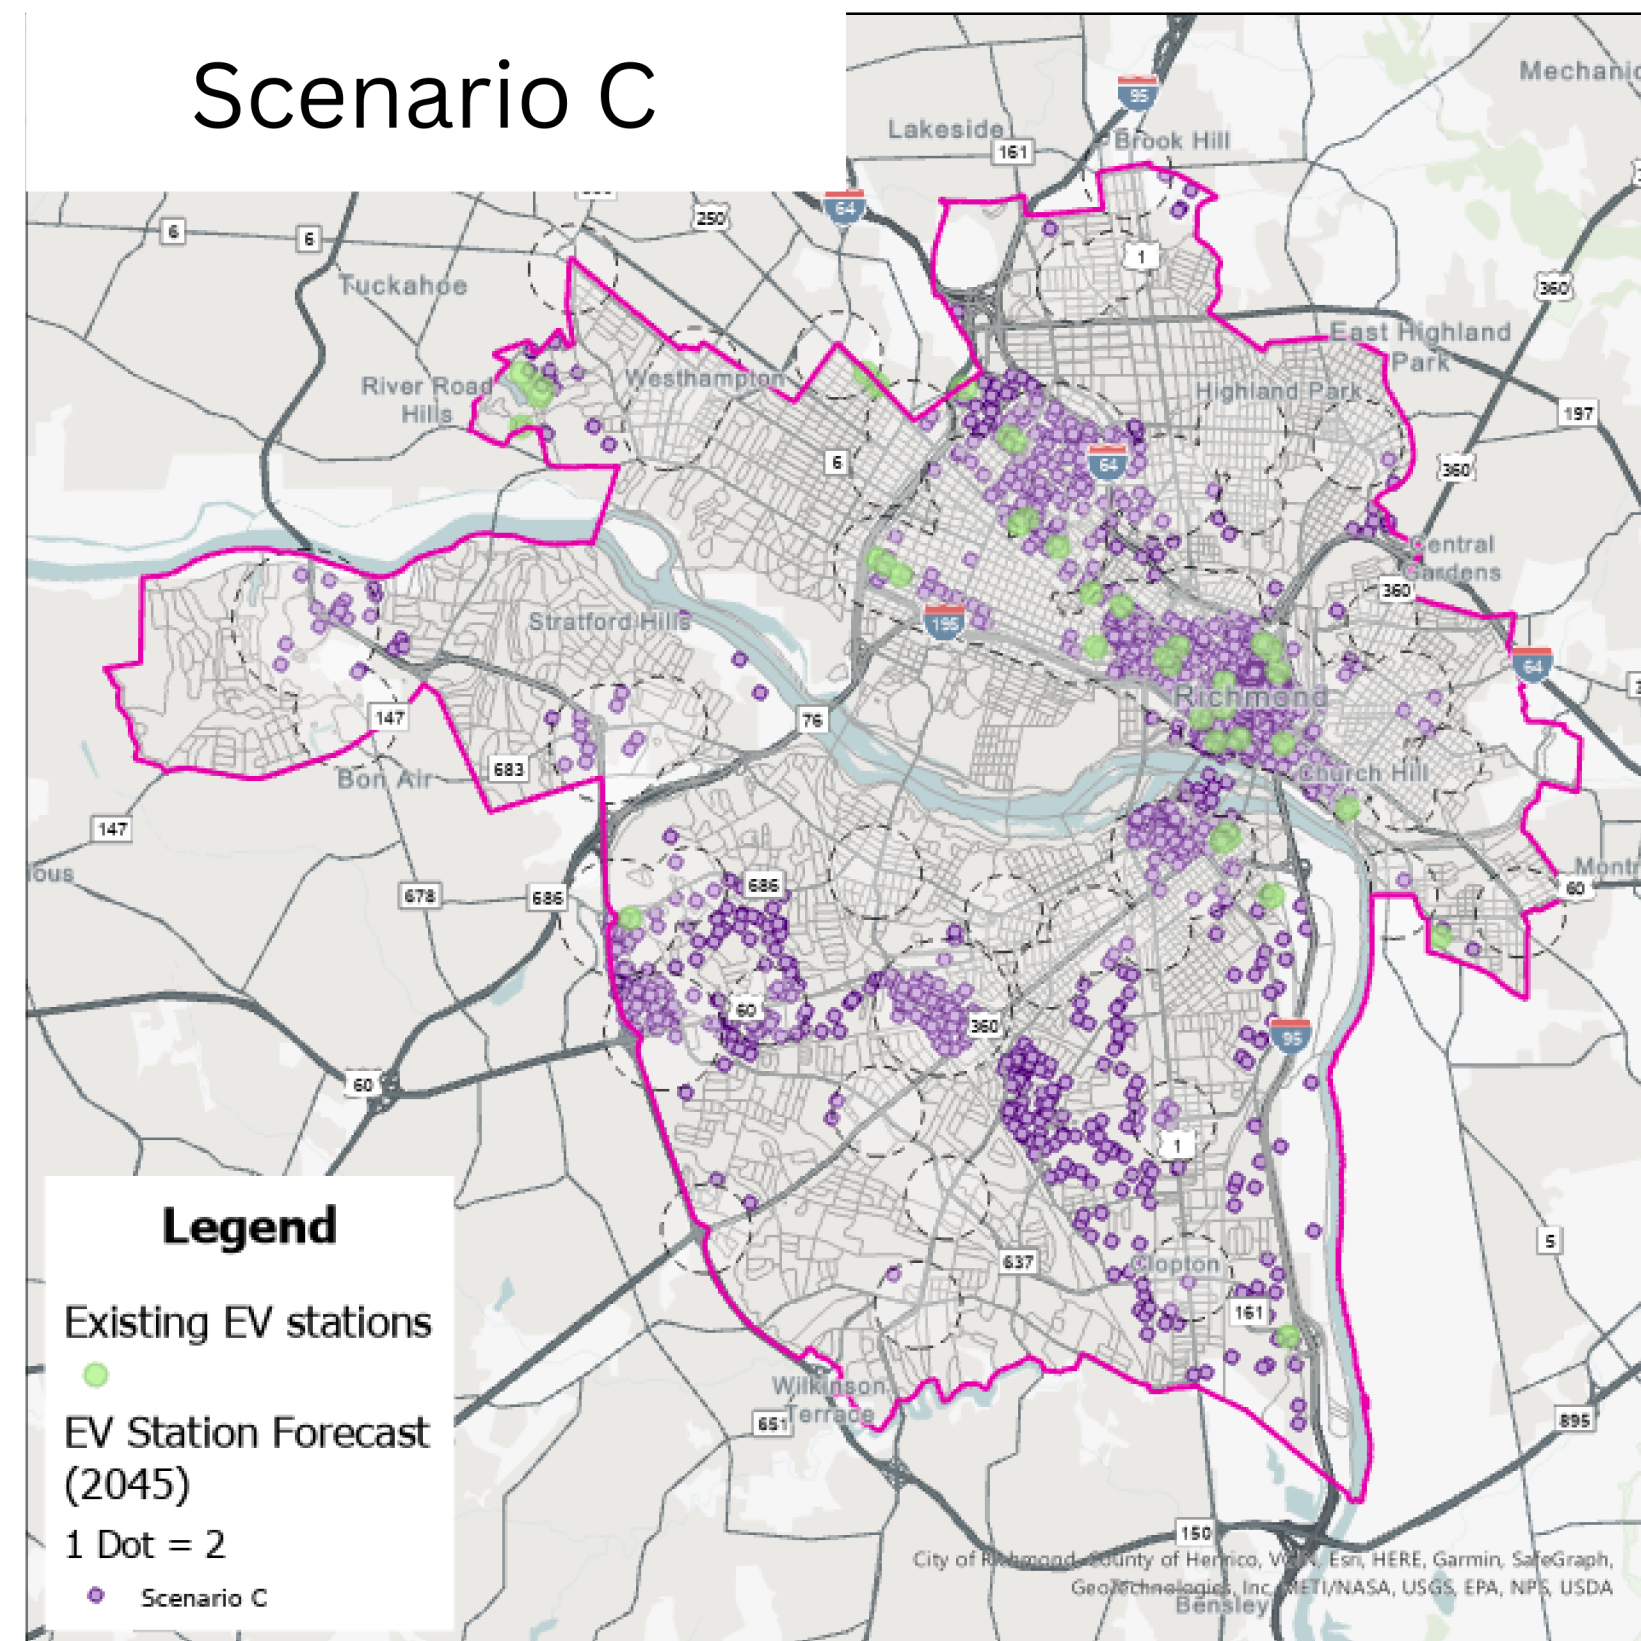 Scenario C
Mechanic
95
Lakeside
161
Brook Hill
64
250
6
6
1
Tuckahoe
360
East Highland
Park
River Road
Hills
Westhampton
Highland Park
197
6
64
360
Central
Gardens
360
Stratford Hills
195
64
Richmond
147
76
683
Bon Air
Church Hill
147
686
678
686
Montr
60
60
360
95
60
1
Legend
5
637
Clopton
161
Existing EV stations
EV Station Forecast
(2045)
Wilkinson
Terrace
651
895
1 Dot = 2
150
City of Richmond, County of Henrico, VGIN, Esri, HERE, Garmin, SafeGraph,
GeoTechnologies, Inc, METI/NASA, USGS, EPA, NPS, USDA
Scenario C
Bensley